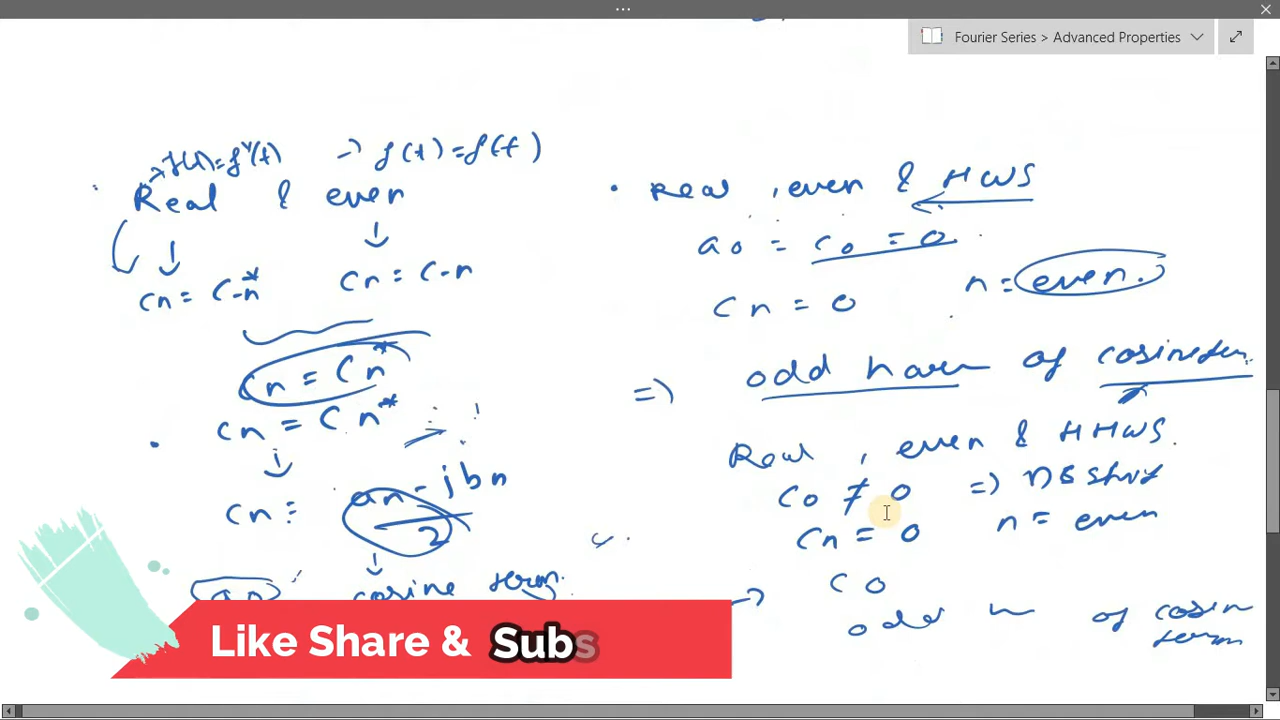 ...
Fourier Series > Advanced Properties
f(t)=f*(t) → f(t)=f(t)
Real & even
Cn = C-n* Cn = C-n
Cn = Cn*
Cn = Cn*
Cn = an - jbn
2
an cosine term.
• Real, even & HWS
a0 = C0 = 0
Cn = 0 n = even.
=) odd harm of cosine
Real, even & HHWS.
C0 ≠ 0 =) DC shift
Cn = 0 n = even
→ C0
odd h of cosin
term
Like Share & Subs